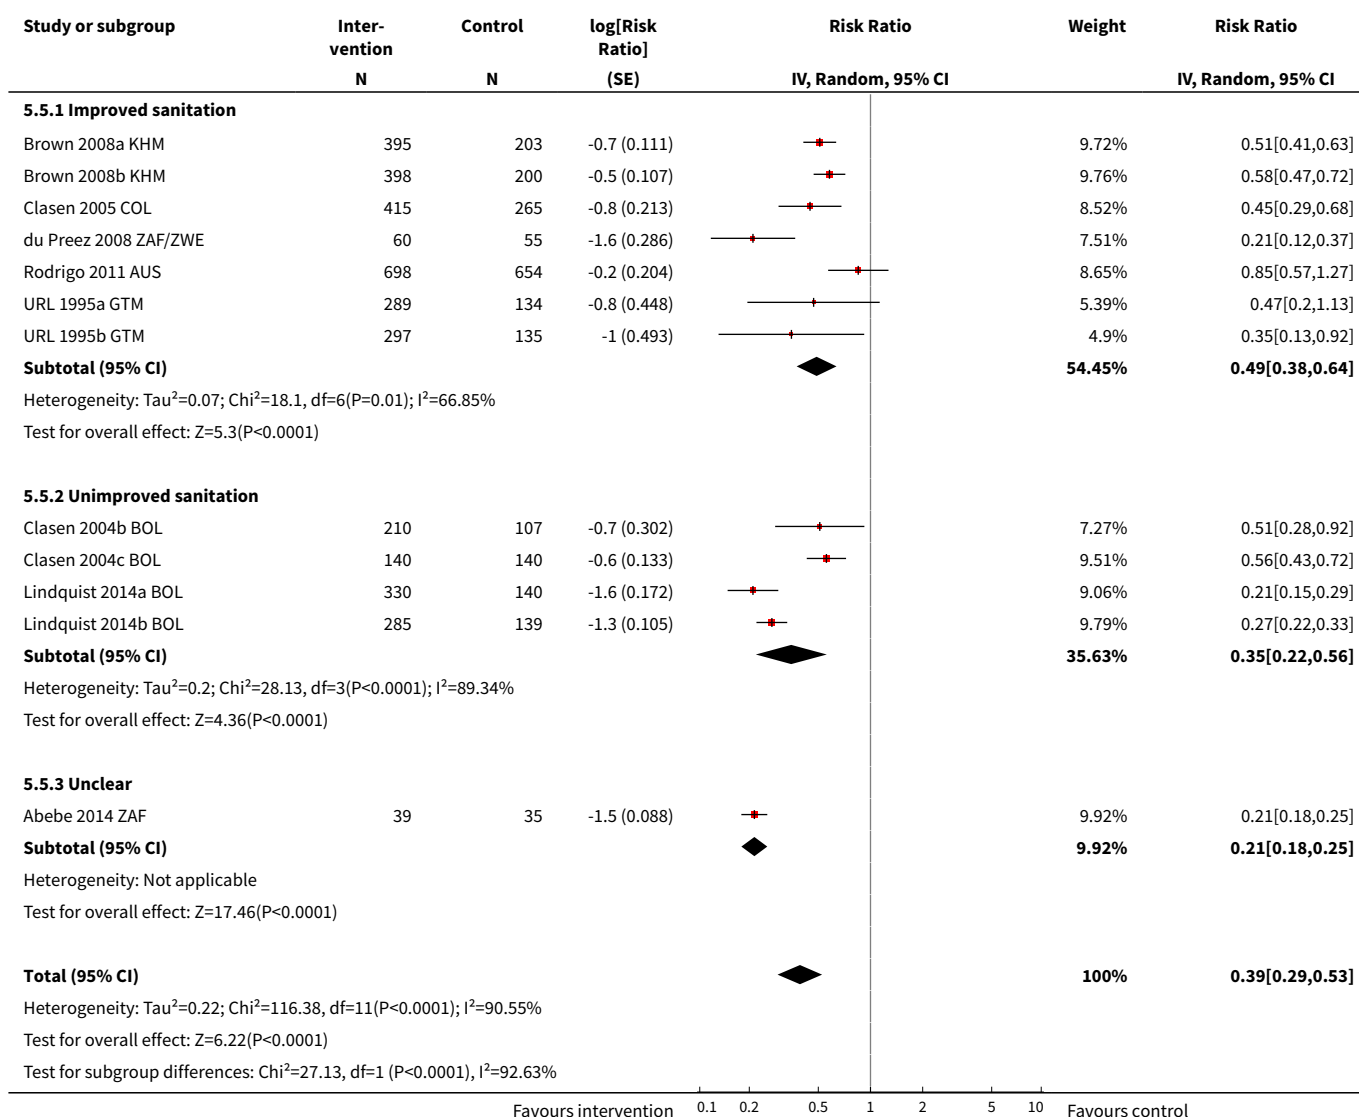 Study or subgroup Inter- Control log[Risk Risk Ratio Weight Risk Ratio
vention Ratio]
N N (SE) IV, Random, 95% CI IV, Random, 95% CI
5.5.1 Improved sanitation
Brown 2008a KHM 395 203 -0.7 (0.111) 9.72% 0.51[0.41,0.63]
Brown 2008b KHM 398 200 -0.5 (0.107) 9.76% 0.58[0.47,0.72]
Clasen 2005 COL 415 265 -0.8 (0.213) 8.52% 0.45[0.29,0.68]
du Preez 2008 ZAF/ZWE 60 55 -1.6 (0.286) 7.51% 0.21[0.12,0.37]
Rodrigo 2011 AUS 698 654 -0.2 (0.204) 8.65% 0.85[0.57,1.27]
URL 1995a GTM 289 134 -0.8 (0.448) 5.39% 0.47[0.2,1.13]
URL 1995b GTM 297 135 -1 (0.493) 4.9% 0.35[0.13,0.92]
Subtotal (95% CI) 54.45% 0.49[0.38,0.64]
Heterogeneity: Tau²=0.07; Chi²=18.1, df=6(P=0.01); I²=66.85%
Test for overall effect: Z=5.3(P<0.0001)
5.5.2 Unimproved sanitation
Clasen 2004b BOL 210 107 -0.7 (0.302) 7.27% 0.51[0.28,0.92]
Clasen 2004c BOL 140 140 -0.6 (0.133) 9.51% 0.56[0.43,0.72]
Lindquist 2014a BOL 330 140 -1.6 (0.172) 9.06% 0.21[0.15,0.29]
Lindquist 2014b BOL 285 139 -1.3 (0.105) 9.79% 0.27[0.22,0.33]
Subtotal (95% CI) 35.63% 0.35[0.22,0.56]
Heterogeneity: Tau²=0.2; Chi²=28.13, df=3(P<0.0001); I²=89.34%
Test for overall effect: Z=4.36(P<0.0001)
5.5.3 Unclear
Abebe 2014 ZAF 39 35 -1.5 (0.088) 9.92% 0.21[0.18,0.25]
Subtotal (95% CI) 9.92% 0.21[0.18,0.25]
Heterogeneity: Not applicable
Test for overall effect: Z=17.46(P<0.0001)
Total (95% CI) 100% 0.39[0.29,0.53]
Heterogeneity: Tau²=0.22; Chi²=116.38, df=11(P<0.0001); I²=90.55%
Test for overall effect: Z=6.22(P<0.0001)
Test for subgroup differences: Chi²=27.13, df=1 (P<0.0001), I²=92.63%
Favours intervention 0.1 0.2 0.5 1 2 5 10 Favours control